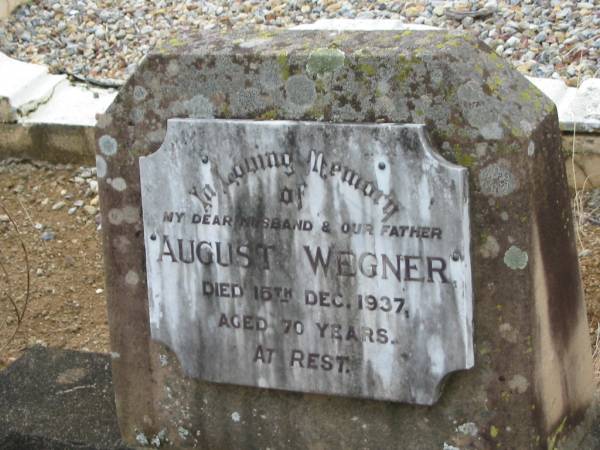 In Loving Memory
of
MY DEAR HUSBAND & OUR FATHER
AUGUST WEGNER,
DIED 15TH DEC. 1937,
AGED 70 YEARS.
AT REST.